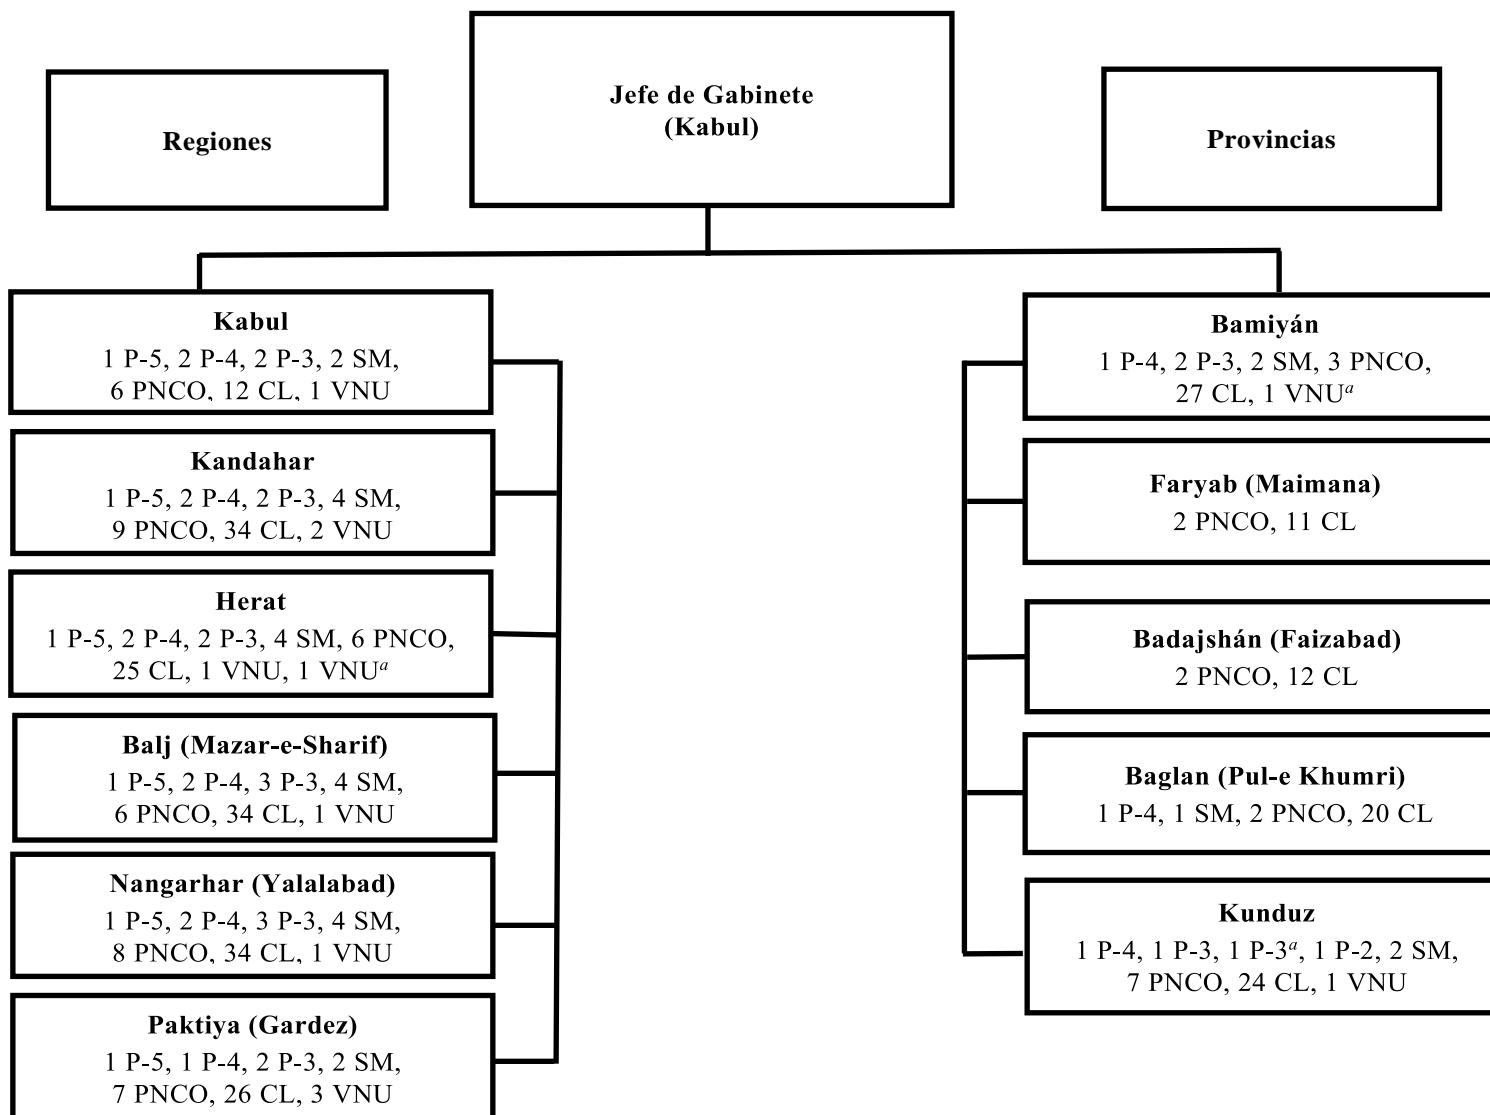 Jefe de Gabinete
(Kabul)
Regiones
Provincias
Kabul
1 P-5, 2 P-4, 2 P-3, 2 SM,
6 PNCO, 12 CL, 1 VNU
Kandahar
1 P-5, 2 P-4, 2 P-3, 4 SM,
9 PNCO, 34 CL, 2 VNU
Herat
1 P-5, 2 P-4, 2 P-3, 4 SM, 6 PNCO,
25 CL, 1 VNU, 1 VNUᵃ
Balj (Mazar-e-Sharif)
1 P-5, 2 P-4, 3 P-3, 4 SM,
6 PNCO, 34 CL, 1 VNU
Nangarhar (Yalalabad)
1 P-5, 2 P-4, 3 P-3, 4 SM,
8 PNCO, 34 CL, 1 VNU
Paktiya (Gardez)
1 P-5, 1 P-4, 2 P-3, 2 SM,
7 PNCO, 26 CL, 3 VNU
Bamiyán
1 P-4, 2 P-3, 2 SM, 3 PNCO,
27 CL, 1 VNUᵃ
Faryab (Maimana)
2 PNCO, 11 CL
Badajshán (Faizabad)
2 PNCO, 12 CL
Baglan (Pul-e Khumri)
1 P-4, 1 SM, 2 PNCO, 20 CL
Kunduz
1 P-4, 1 P-3, 1 P-3ᵃ, 1 P-2, 2 SM,
7 PNCO, 24 CL, 1 VNU